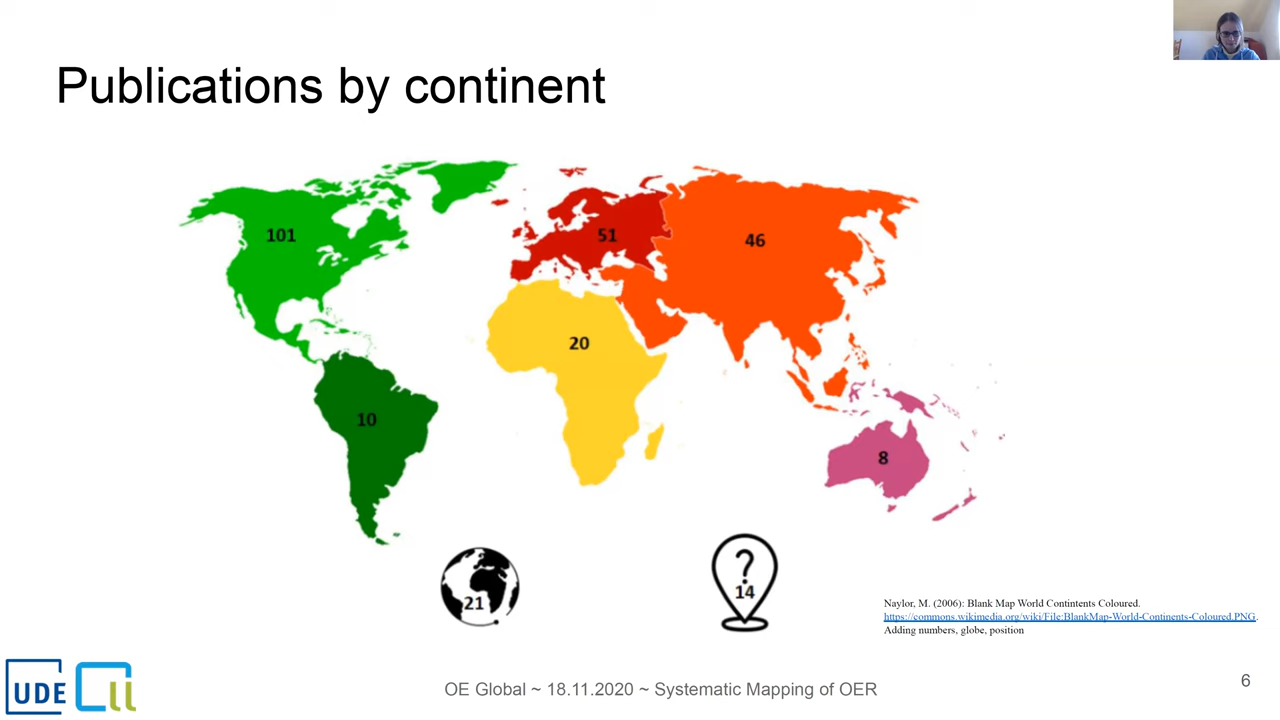 Publications by continent
101
51
46
20
10
8
?
21
14
Naylor, M. (2006): Blank Map World Contintents Coloured.
https://commons.wikimedia.org/wiki/File:BlankMap-World-Continents-Coloured.PNG.
Adding numbers, globe, position
UDE
OE Global ~ 18.11.2020 ~ Systematic Mapping of OER
6